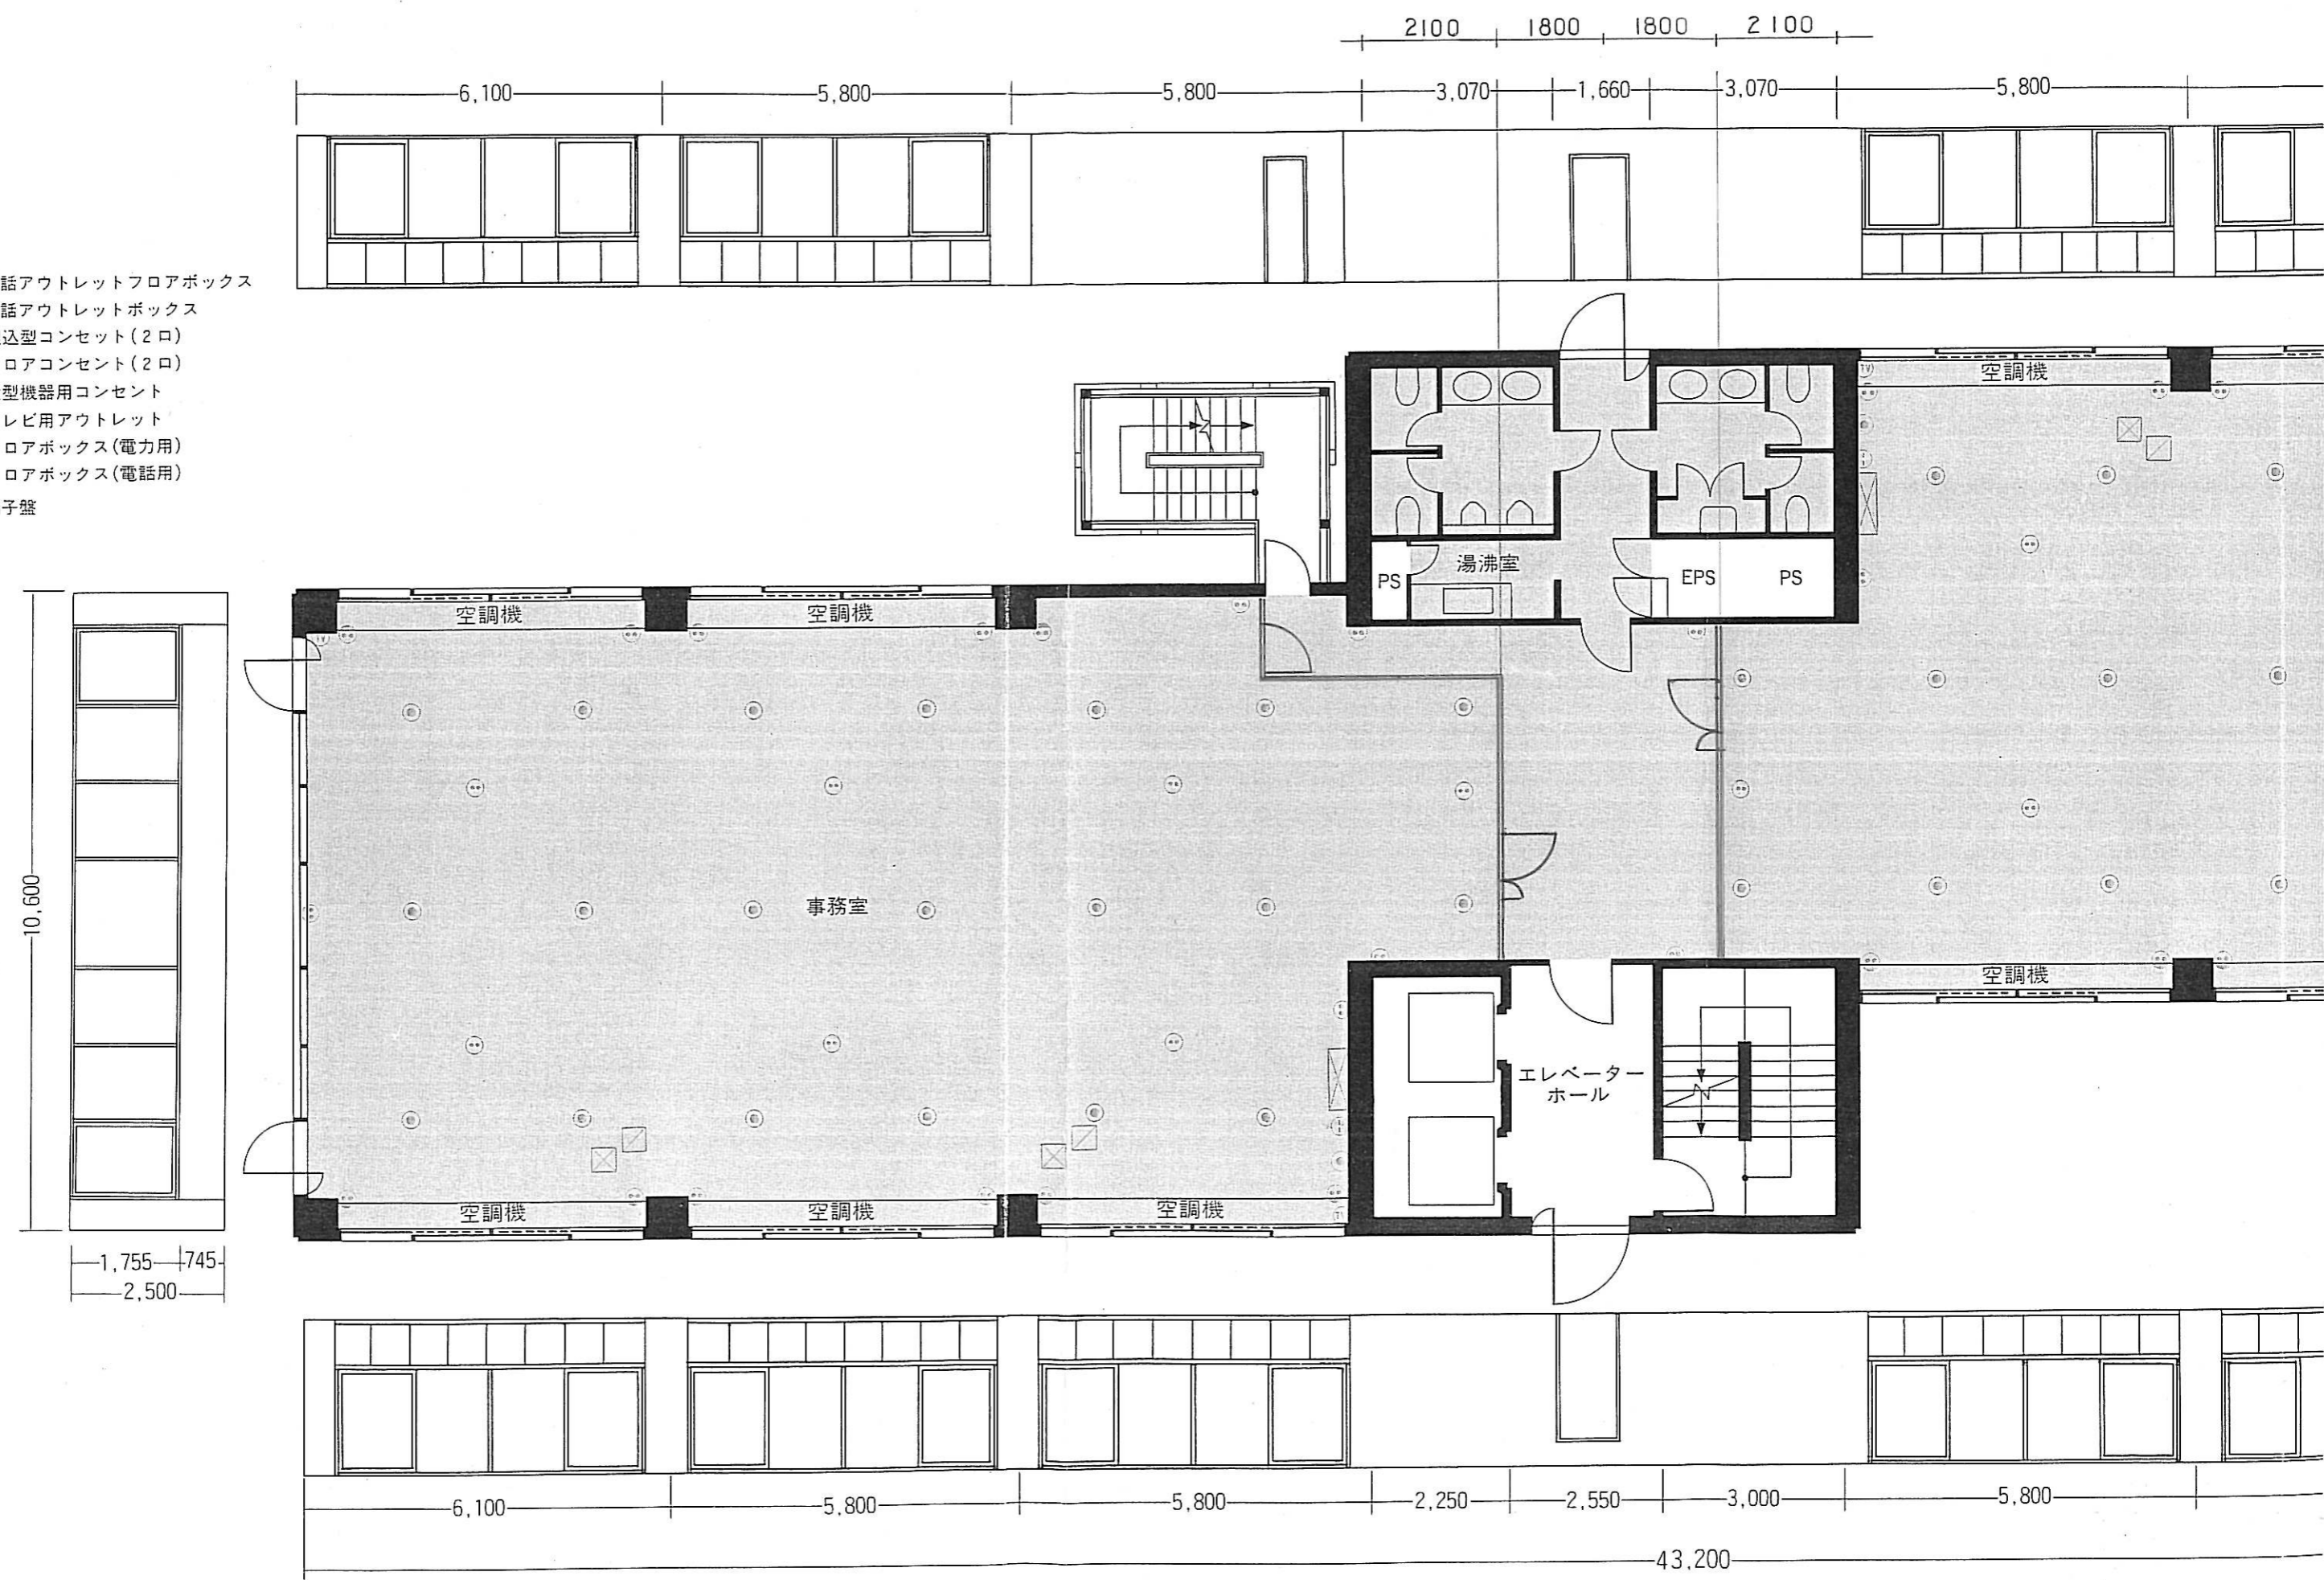 2100 1800 1800 2100
6,100 5,800 5,800 3,070 1,660 3,070 5,800
話アウトレットフロアボックス
話アウトレットボックス
込型コンセット(2口)
ロアコンセント(2口)
型機器用コンセント
レビ用アウトレット
ロアボックス(電力用)
ロアボックス(電話用)
子盤
空調機
湯沸室
PS
EPS
PS
空調機
空調機
10,600
事務室
空調機
エレベーター
ホール
空調機
空調機
空調機
1,755 745
2,500
6,100 5,800 5,800 2,250 2,550 3,000 5,800
43,200